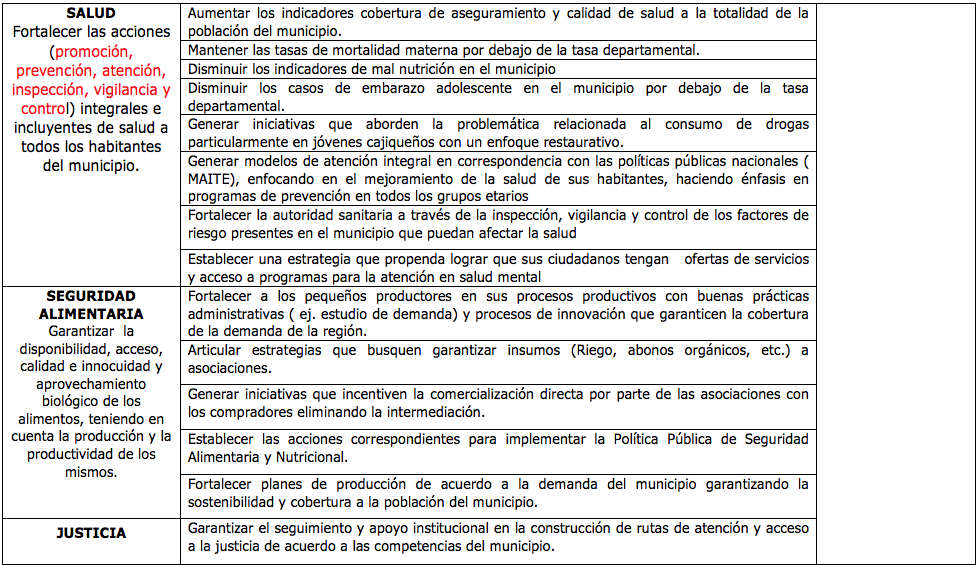 SALUD
Fortalecer las acciones
(promoción,
prevención, atención,
inspección, vigilancia y
control) integrales e
incluyentes de salud a
todos los habitantes
del municipio.
Aumentar los indicadores cobertura de aseguramiento y calidad de salud a la totalidad de la
población del municipio.
Mantener las tasas de mortalidad materna por debajo de la tasa departamental.
Disminuir los indicadores de mal nutrición en el municipio
Disminuir los casos de embarazo adolescente en el municipio por debajo de la tasa
departamental.
Generar iniciativas que aborden la problemática relacionada al consumo de drogas
particularmente en jóvenes cajiqueños con un enfoque restaurativo.
Generar modelos de atención integral en correspondencia con las políticas públicas nacionales (
MAITE), enfocando en el mejoramiento de la salud de sus habitantes, haciendo énfasis en
programas de prevención en todos los grupos etarios
Fortalecer la autoridad sanitaria a través de la inspección, vigilancia y control de los factores de
riesgo presentes en el municipio que puedan afectar la salud
Establecer una estrategia que propenda lograr que sus ciudadanos tengan ofertas de servicios
y acceso a programas para la atención en salud mental
SEGURIDAD
ALIMENTARIA
Garantizar la
disponibilidad, acceso,
calidad e innocuidad y
aprovechamiento
biológico de los
alimentos, teniendo en
cuenta la producción y la
productividad de los
mismos.
Fortalecer a los pequeños productores en sus procesos productivos con buenas prácticas
administrativas ( ej. estudio de demanda) y procesos de innovación que garanticen la cobertura
de la demanda de la región.
Articular estrategias que busquen garantizar insumos (Riego, abonos orgánicos, etc.) a
asociaciones.
Generar iniciativas que incentiven la comercialización directa por parte de las asociaciones con
los compradores eliminando la intermediación.
Establecer las acciones correspondientes para implementar la Política Pública de Seguridad
Alimentaria y Nutricional.
Fortalecer planes de producción de acuerdo a la demanda del municipio garantizando la
sostenibilidad y cobertura a la población del municipio.
JUSTICIA
Garantizar el seguimiento y apoyo institucional en la construcción de rutas de atención y acceso
a la justicia de acuerdo a las competencias del municipio.